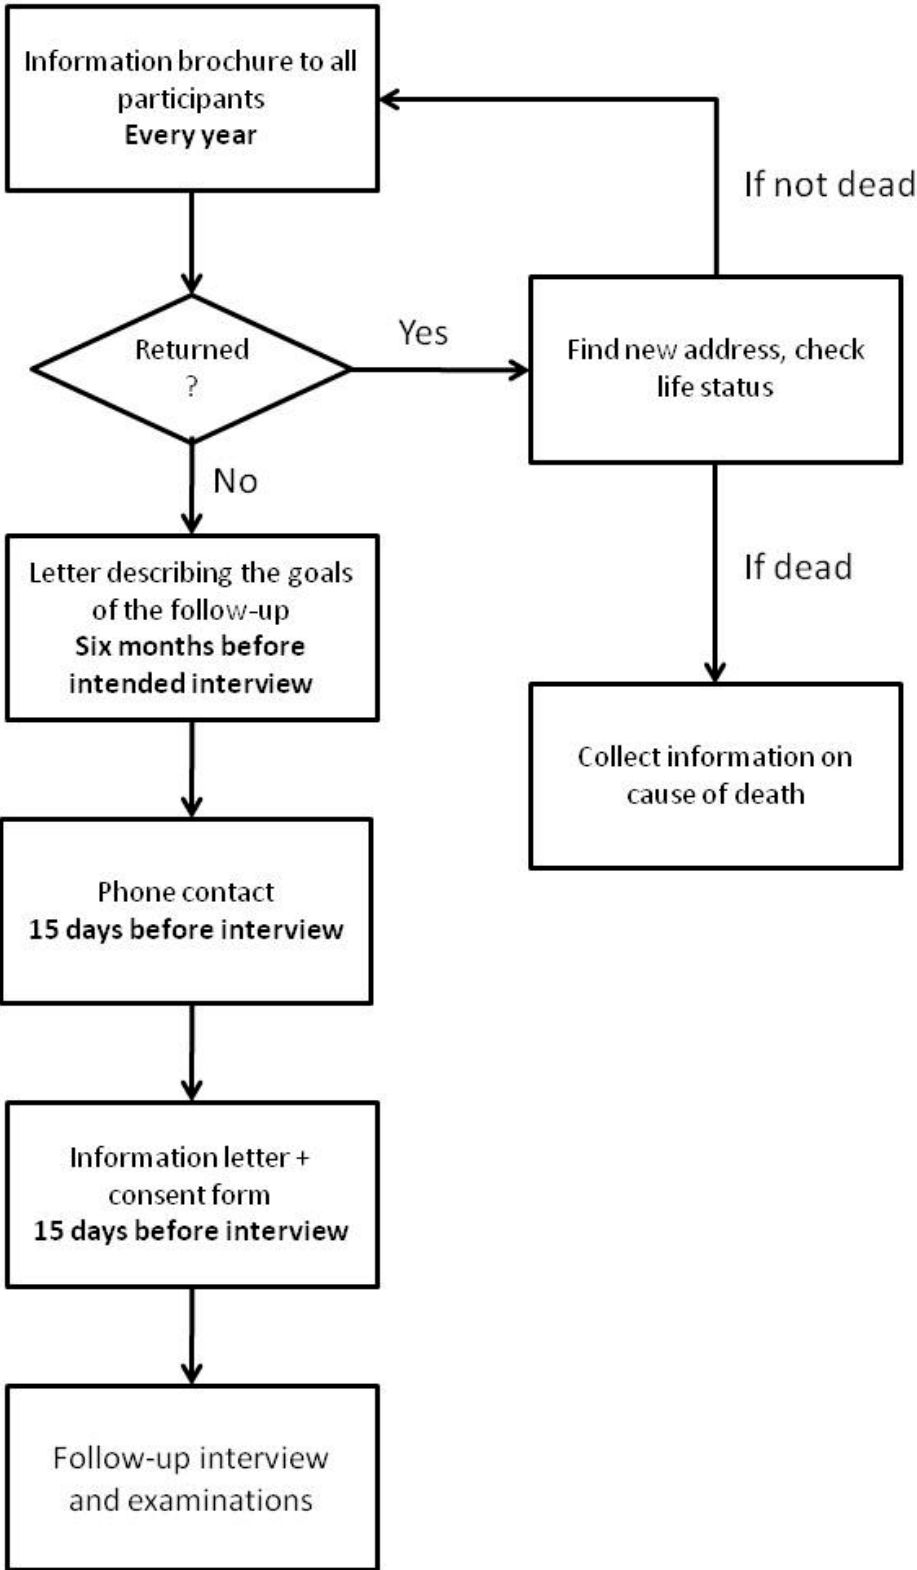 Information brochure to all
participants
Every year
If not dead
Returned
?
Yes
Find new address, check
life status
No
Letter describing the goals
of the follow-up
Six months before
intended interview
If dead
Collect information on
cause of death
Phone contact
15 days before interview
Information letter +
consent form
15 days before interview
Follow-up interview
and examinations